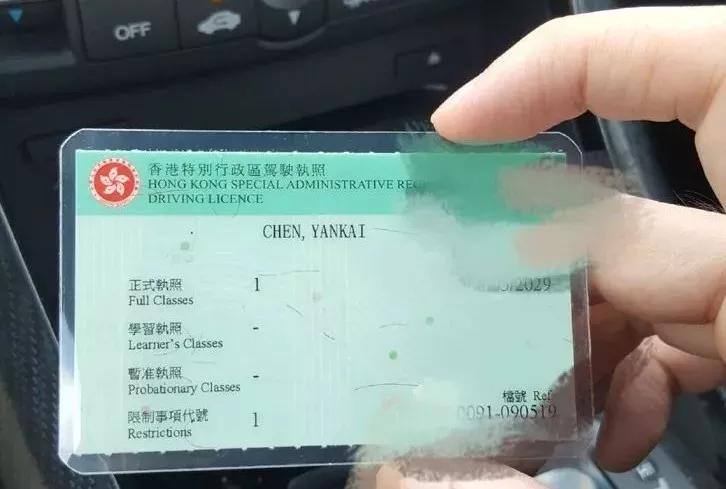 OFF
香港特別行政區駕駛執照
HONG KONG SPECIAL ADMINISTRATIVE
DRIVING LICENCE
CHEN, YANKAI
正式執照 1
Full Classes
/2029
學習執照 -
Learner's Classes
暫准執照 -
Probationary Classes
檔號 Ref
限制事項代號 1
0091-090519
Restrictions